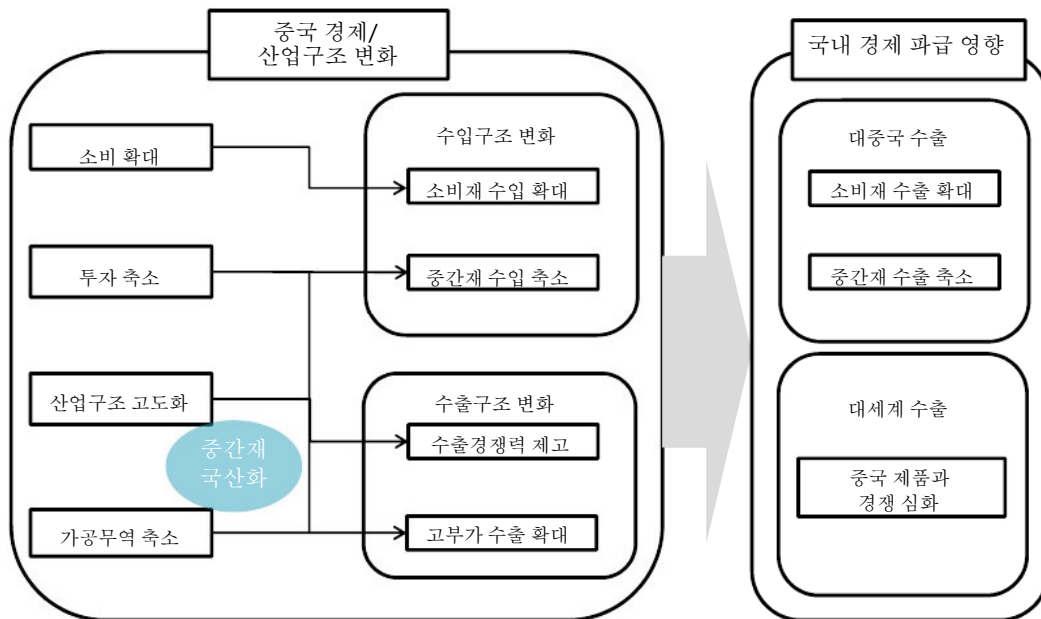 중국 경제/
산업구조 변화
소비 확대
투자 축소
산업구조 고도화
중간재
국산화
가공무역 축소
수입구조 변화
소비재 수입 확대
중간재 수입 축소
수출구조 변화
수출경쟁력 제고
고부가 수출 확대
국내 경제 파급 영향
대중국 수출
소비재 수출 확대
중간재 수출 축소
대세계 수출
중국 제품과
경쟁 심화